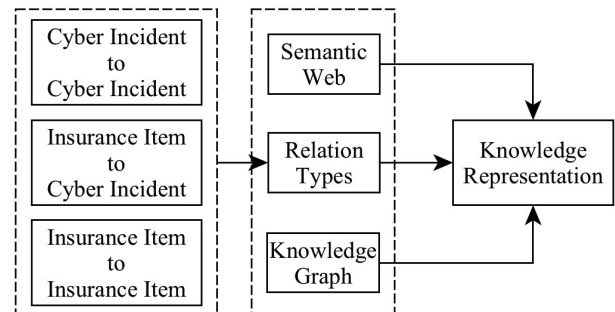 Cyber Incident
to
Cyber Incident
Insurance Item
to
Cyber Incident
Insurance Item
to
Insurance Item
Semantic
Web
Relation
Types
Knowledge
Graph
Knowledge
Representation